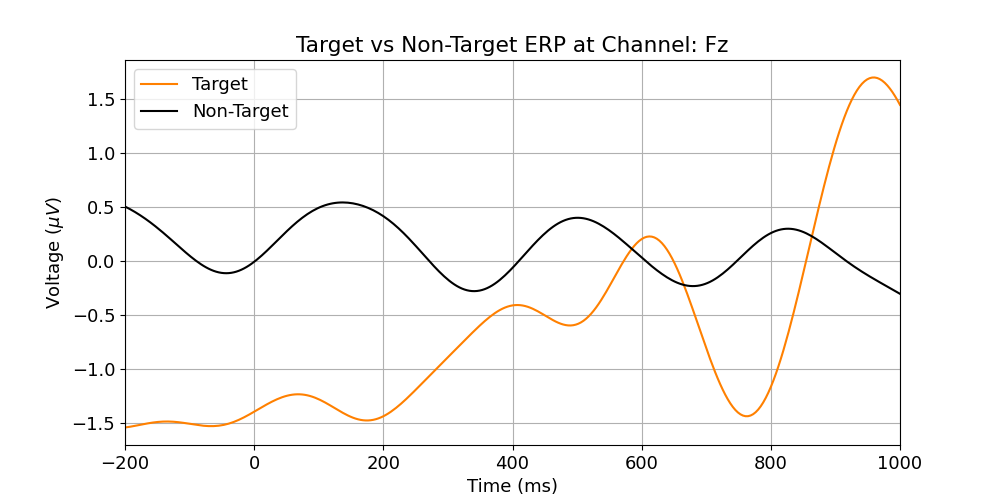 Target vs Non-Target ERP at Channel: Fz
Target
Non-Target
Voltage (μV)
1.5
1.0
0.5
0.0
−0.5
−1.0
−1.5
−200 0 200 400 600 800 1000
Time (ms)